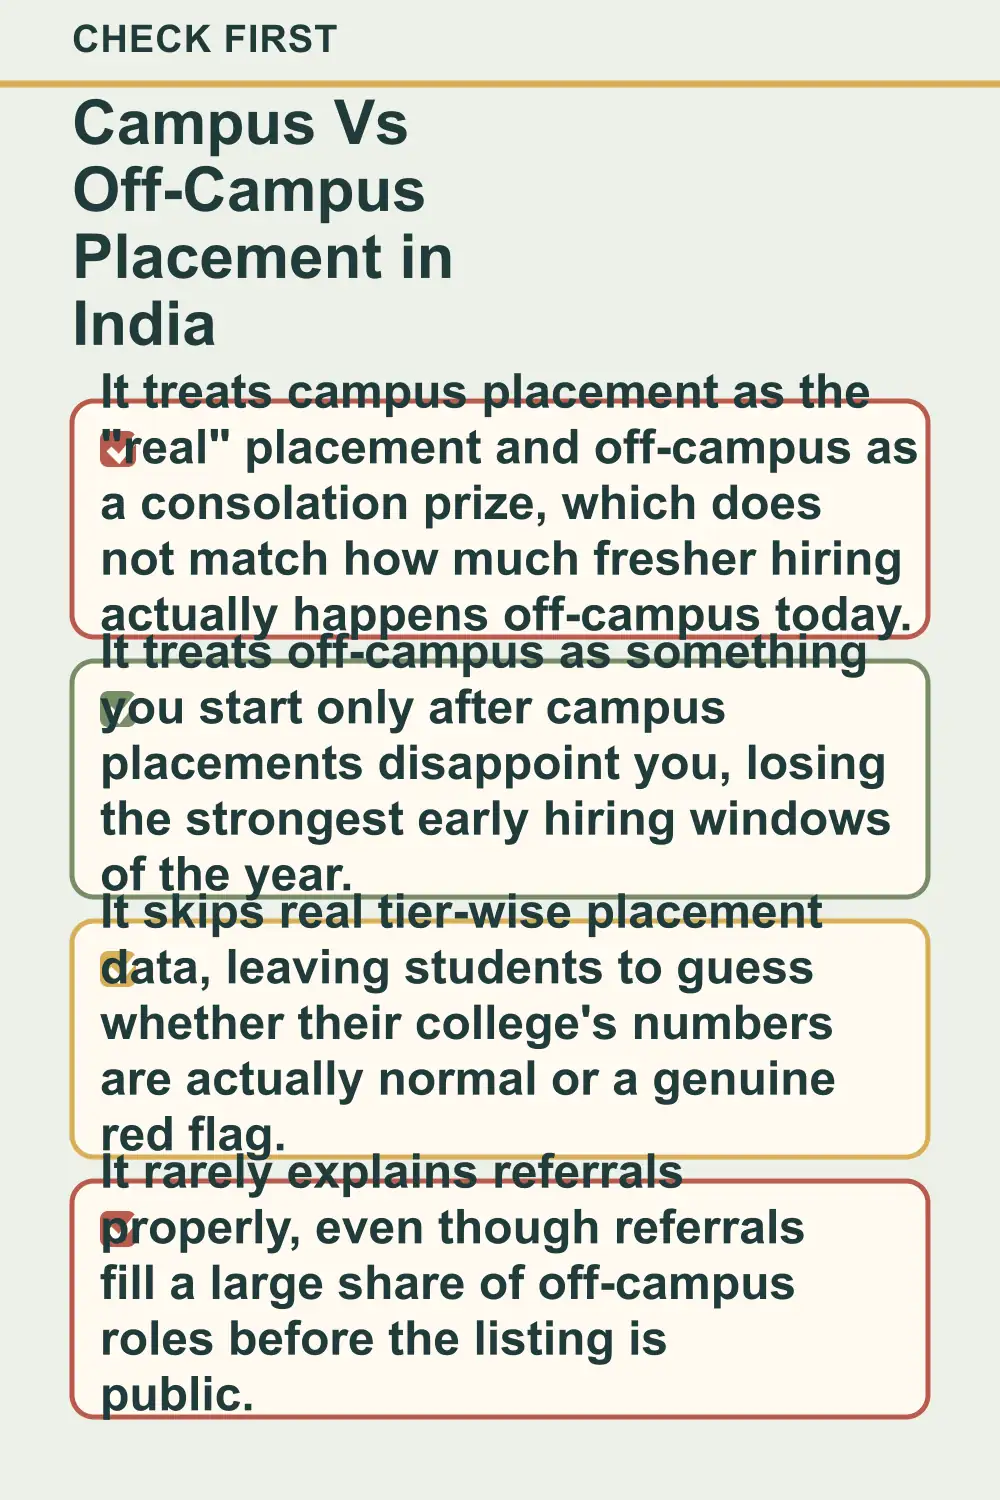 CHECK FIRST
Campus Vs
Off-Campus
Placement in
India
It treats campus placement as the
"real" placement and off-campus as
a consolation prize, which does
not match how much fresher hiring
actually happens off-campus today.
It treats off-campus as something
you start only after campus
placements disappoint you, losing
the strongest early hiring windows
of the year.
It skips real tier-wise placement
data, leaving students to guess
whether their college's numbers
are actually normal or a genuine
red flag.
It rarely explains referrals
properly, even though referrals
fill a large share of off-campus
roles before the listing is
public.